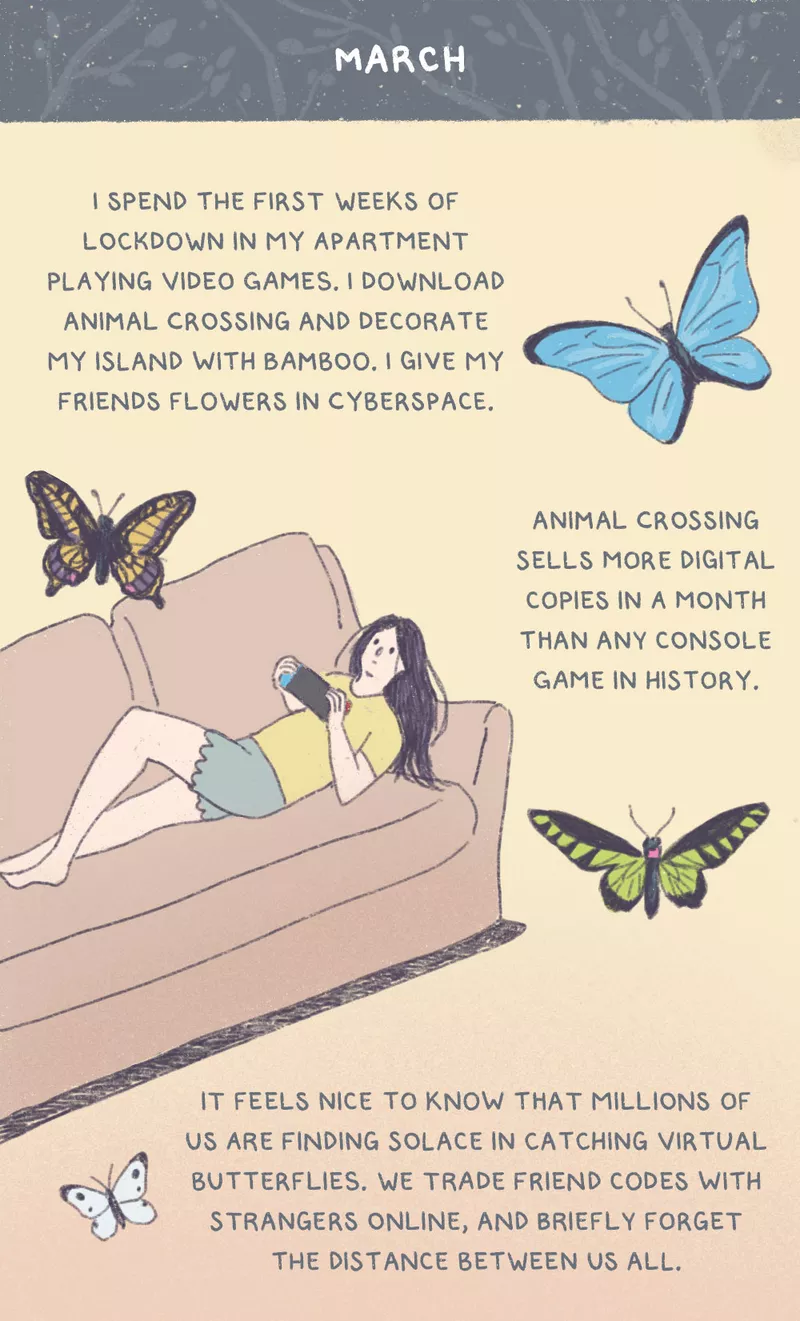 MARCH
I SPEND THE FIRST WEEKS OF
LOCKDOWN IN MY APARTMENT
PLAYING VIDEO GAMES. I DOWNLOAD
ANIMAL CROSSING AND DECORATE
MY ISLAND WITH BAMBOO. I GIVE MY
FRIENDS FLOWERS IN CYBERSPACE.
ANIMAL CROSSING
SELLS MORE DIGITAL
COPIES IN A MONTH
THAN ANY CONSOLE
GAME IN HISTORY.
IT FEELS NICE TO KNOW THAT MILLIONS OF
US ARE FINDING SOLACE IN CATCHING VIRTUAL
BUTTERFLIES. WE TRADE FRIEND CODES WITH
STRANGERS ONLINE, AND BRIEFLY FORGET
THE DISTANCE BETWEEN US ALL.